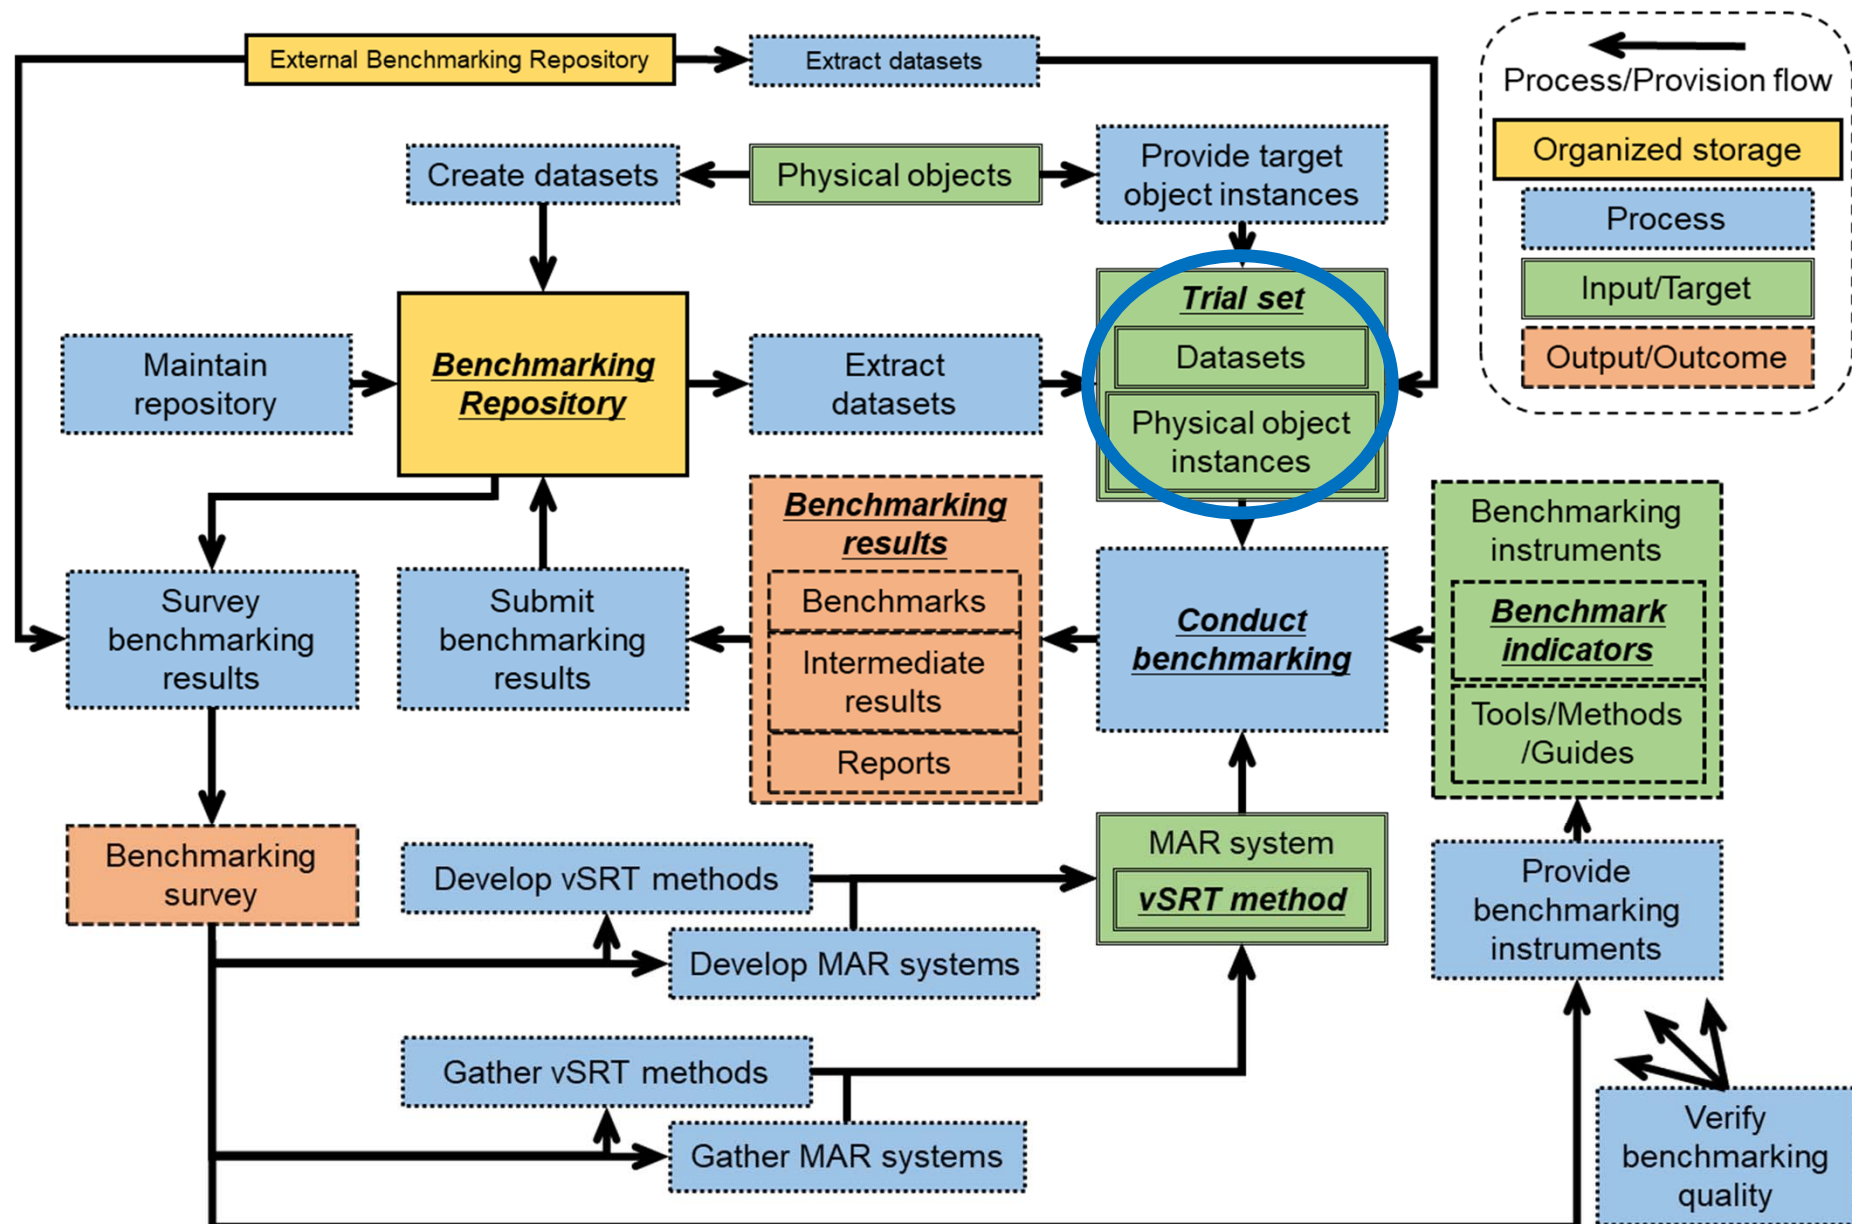 External Benchmarking Repository
Extract datasets
Process/Provision flow
Organized storage
Process
Input/Target
Output/Outcome
Create datasets
Physical objects
Provide target
object instances
Maintain
repository
Benchmarking
Repository
Extract
datasets
Trial set
Datasets
Physical object
instances
Survey
benchmarking
results
Submit
benchmarking
results
Benchmarking
results
Benchmarks
Intermediate
results
Reports
Conduct
benchmarking
Benchmarking
instruments
Benchmark
indicators
Tools/Methods
/Guides
Benchmarking
survey
Develop vSRT methods
Develop MAR systems
MAR system
vSRT method
Provide
benchmarking
instruments
Gather vSRT methods
Gather MAR systems
Verify
benchmarking
quality